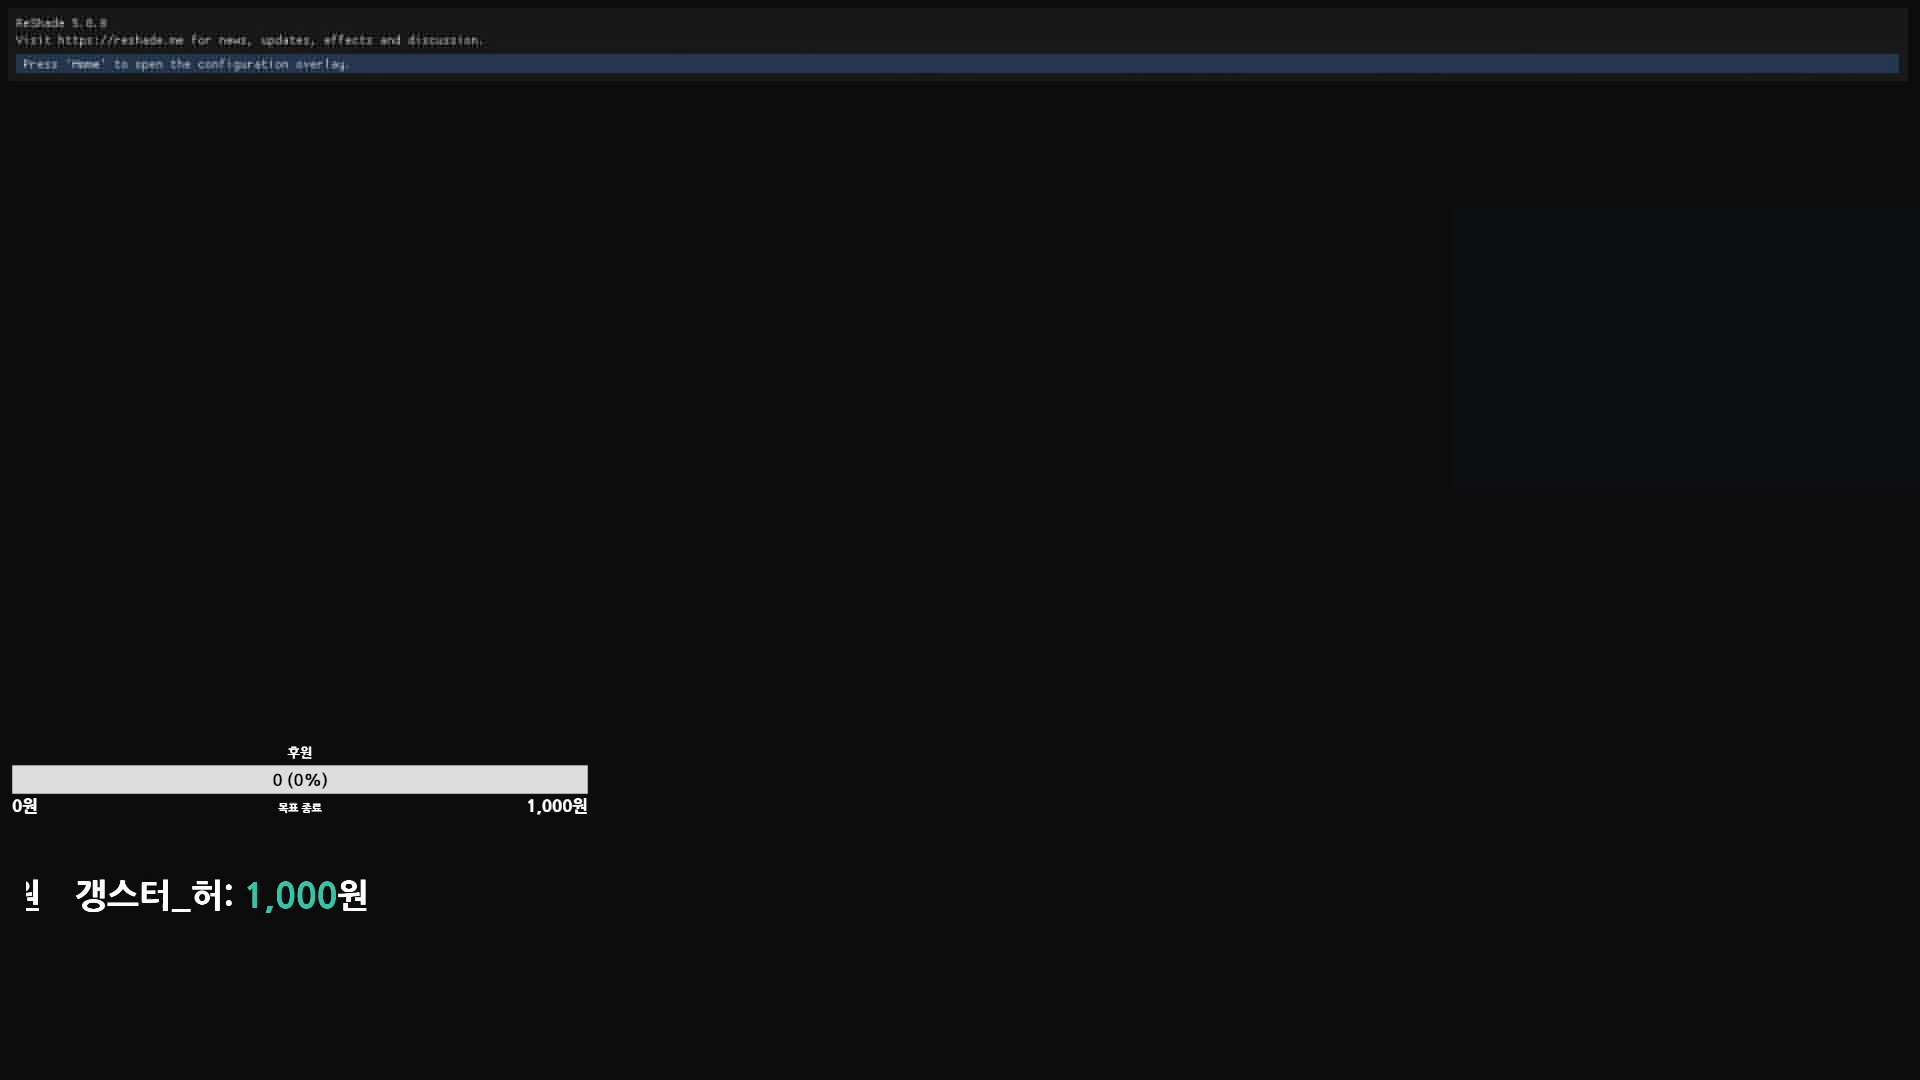 ReShade 5.8.0
Visit https://reshade.me for news, updates, effects and discussion.
Press 'Home' to open the configuration overlay.
후원
0 (0%)
0원 목표 종료 1,000원
원 갱스터_허: 1,000원